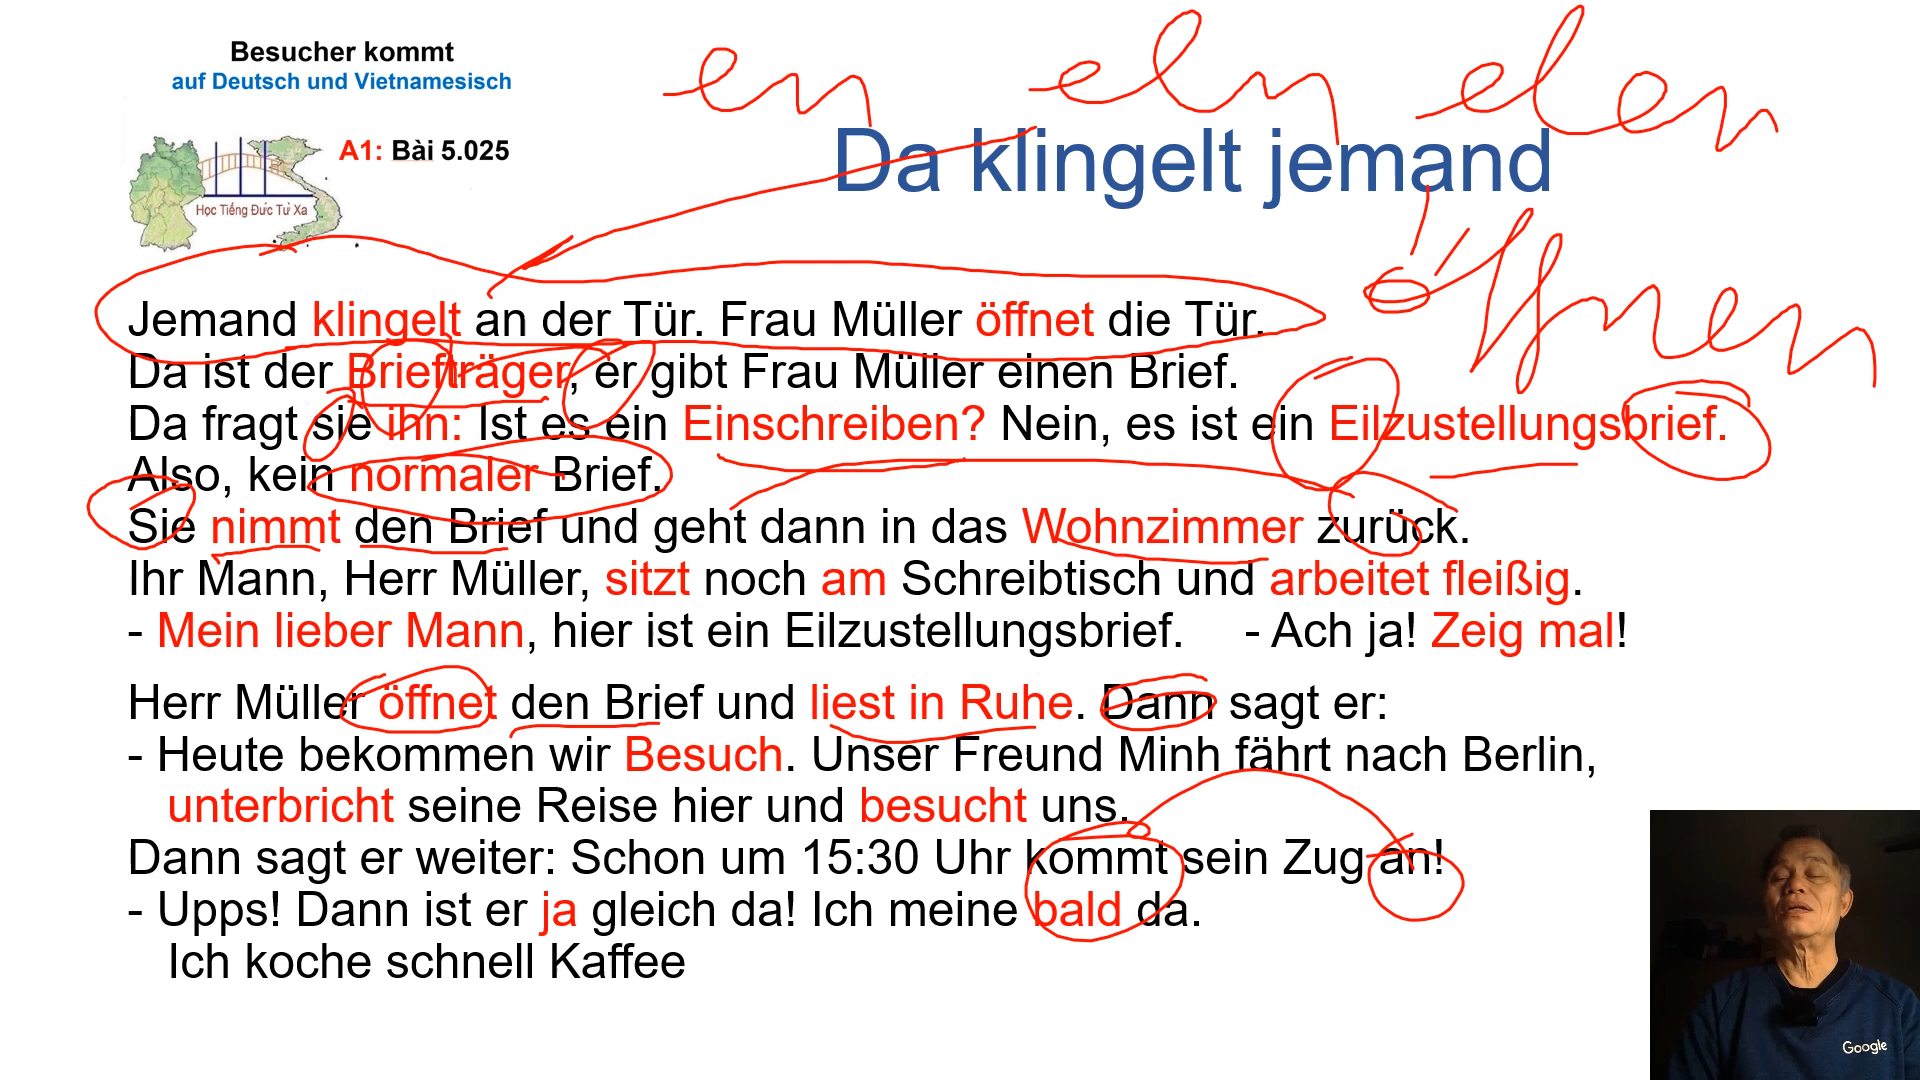 Besucher kommt
auf Deutsch und Vietnamesisch
A1: Bài 5.025
Học Tiếng Đức Từ Xa
en eln den
Da klingelt jemand
öffnen
Jemand klingelt an der Tür. Frau Müller öffnet die Tür.
Da ist der Briefträger, er gibt Frau Müller einen Brief.
Da fragt sie ihn: Ist es ein Einschreiben? Nein, es ist ein Eilzustellungsbrief.
Also, kein normaler Brief.
Sie nimmt den Brief und geht dann in das Wohnzimmer zurück.
Ihr Mann, Herr Müller, sitzt noch am Schreibtisch und arbeitet fleißig.
- Mein lieber Mann, hier ist ein Eilzustellungsbrief. - Ach ja! Zeig mal!
Herr Müller öffnet den Brief und liest in Ruhe. Dann sagt er:
- Heute bekommen wir Besuch. Unser Freund Minh fährt nach Berlin,
unterbricht seine Reise hier und besucht uns.
Dann sagt er weiter: Schon um 15:30 Uhr kommt sein Zug an!
- Upps! Dann ist er ja gleich da! Ich meine bald da.
Ich koche schnell Kaffee
Google